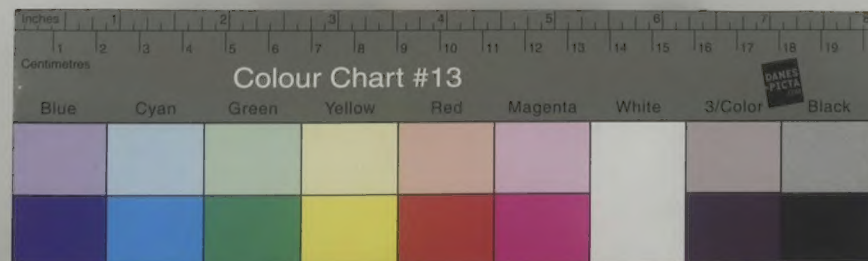 Inches 1 2 3 4 5 6 7 8
1 2 3 4 5 6 7 8 9 10 11 12 13 14 15 16 17 18 19
Centimetres
Colour Chart #13
DANES
PICTA
.COM
Blue Cyan Green Yellow Red Magenta White 3/Color Black